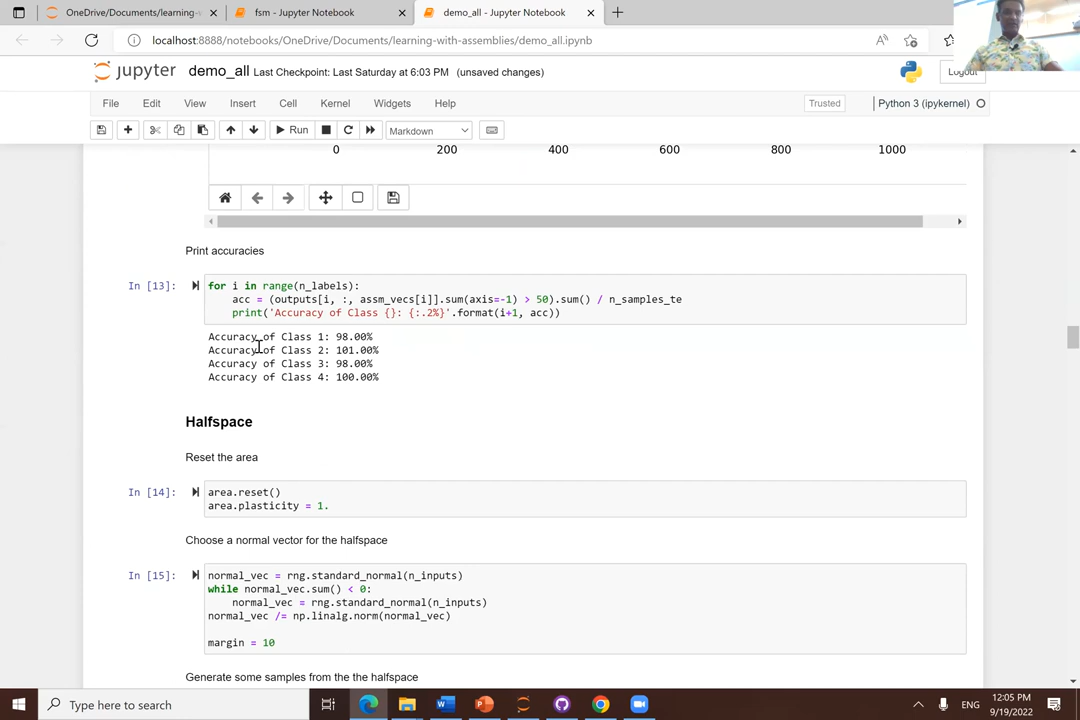 OneDrive/Documents/learning-w
fsm - Jupyter Notebook
demo_all - Jupyter Notebook
localhost:8888/notebooks/OneDrive/Documents/learning-with-assemblies/demo_all.ipynb
jupyter demo_all Last Checkpoint: Last Saturday at 6:03 PM (unsaved changes)
Logout
File Edit View Insert Cell Kernel Widgets Help
Trusted
Python 3 (ipykernel)
Run
Markdown
0 200 400 600 800 1000
Print accuracies
In [13]:
for i in range(n_labels):
acc = (outputs[i, :, assm_vecs[i]].sum(axis=-1) > 50).sum() / n_samples_te
print('Accuracy of Class {}: {:.2%}'.format(i+1, acc))
Accuracy of Class 1: 98.00%
Accuracy of Class 2: 101.00%
Accuracy of Class 3: 98.00%
Accuracy of Class 4: 100.00%
Halfspace
Reset the area
In [14]:
area.reset()
area.plasticity = 1.
Choose a normal vector for the halfspace
In [15]:
normal_vec = rng.standard_normal(n_inputs)
while normal_vec.sum() < 0:
normal_vec = rng.standard_normal(n_inputs)
normal_vec /= np.linalg.norm(normal_vec)
margin = 10
Generate some samples from the the halfspace
Type here to search
ENG
12:05 PM
9/19/2022